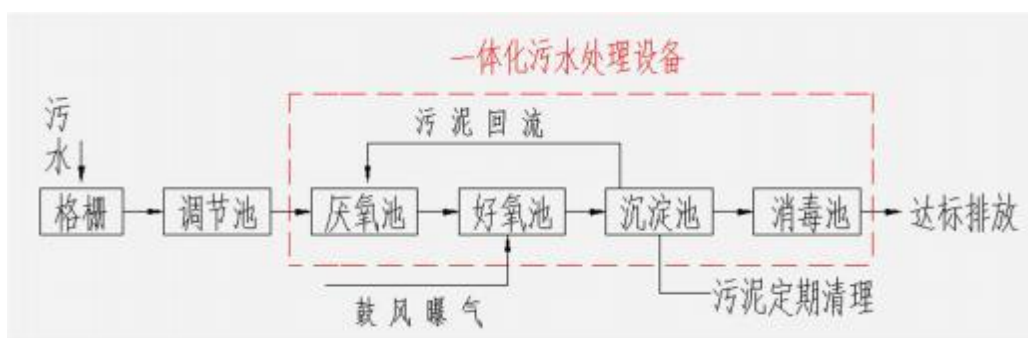 一体化污水处理设备
污水
污泥回流
格栅
调节池
厌氧池
好氧池
沉淀池
消毒池
达标排放
鼓风曝气
污泥定期清理